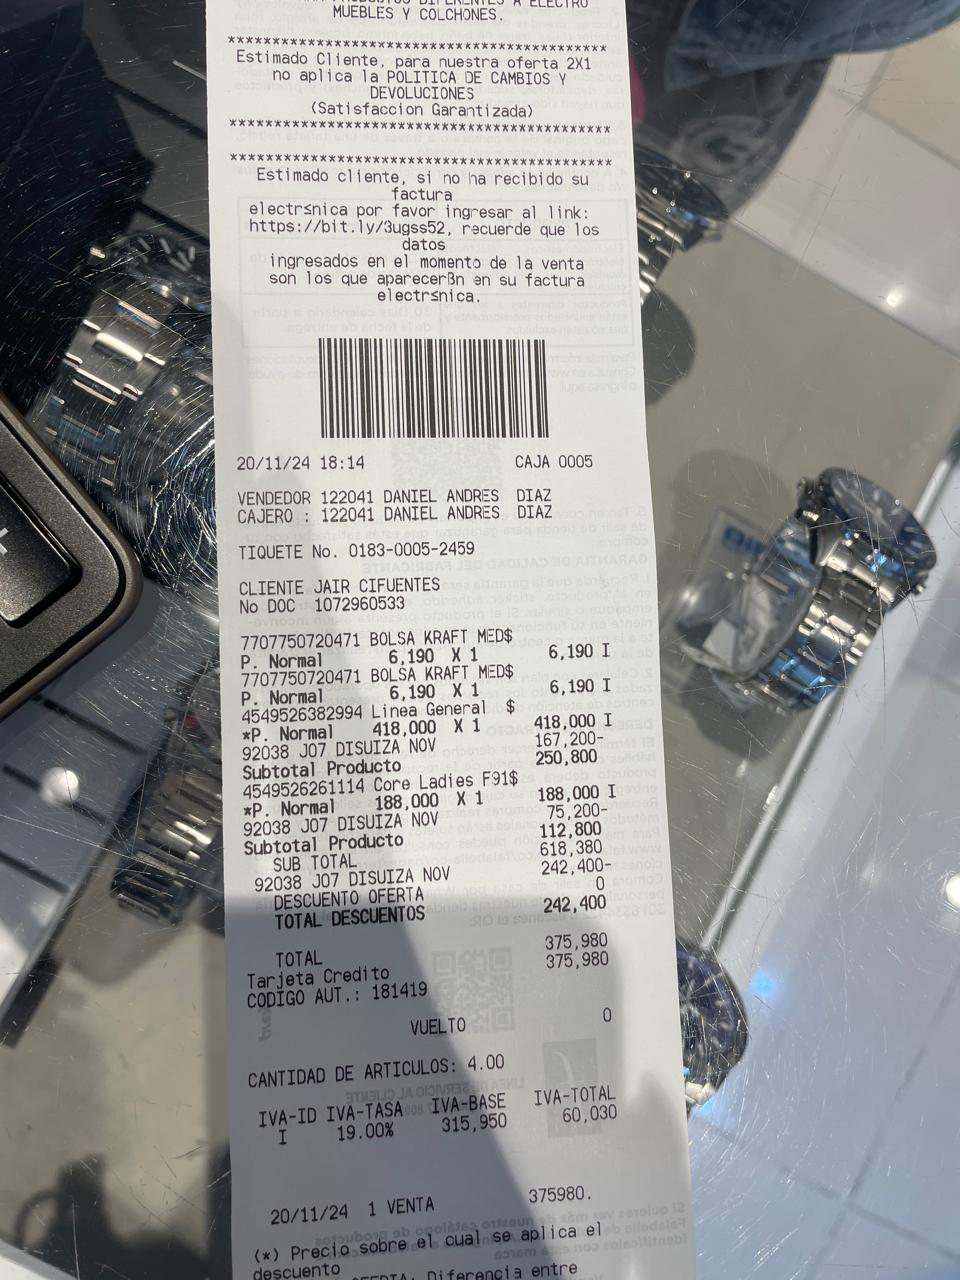 MUEBLES Y COLCHONES.
******************************************
Estimado Cliente, para nuestra oferta 2X1
no aplica la POLITICA DE CAMBIOS Y
DEVOLUCIONES
(Satisfaccion Garantizada)
******************************************
******************************************
Estimado cliente, si no ha recibido su
factura
electr≤nica por favor ingresar al link:
https://bit.ly/3ugss52, recuerde que los
datos
ingresados en el momento de la venta
son los que aparecerßn en su factura
electr≤nica.
20/11/24 18:14 CAJA 0005
VENDEDOR 122041 DANIEL ANDRES DIAZ
CAJERO : 122041 DANIEL ANDRES DIAZ
TIQUETE No. 0183-0005-2459
CLIENTE JAIR CIFUENTES
No DOC 1072960533
7707750720471 BOLSA KRAFT MED$
P. Normal 6,190 X 1 6,190 I
7707750720471 BOLSA KRAFT MED$
P. Normal 6,190 X 1 6,190 I
4549526382994 Linea General $
*P. Normal 418,000 X 1 418,000 I
92038 J07 DISUIZA NOV 167,200-
Subtotal Producto 250,800
4549526261114 Core Ladies F91$
*P. Normal 188,000 X 1 188,000 I
92038 J07 DISUIZA NOV 75,200-
Subtotal Producto 112,800
SUB TOTAL 618,380
92038 J07 DISUIZA NOV 242,400-
DESCUENTO OFERTA 0
TOTAL DESCUENTOS 242,400
TOTAL 375,980
Tarjeta Credito 375,980
CODIGO AUT.: 181419
VUELTO 0
CANTIDAD DE ARTICULOS: 4.00
IVA-ID IVA-TASA IVA-BASE IVA-TOTAL
I 19.00% 315,950 60,030
20/11/24 1 VENTA 375980.
(*) Precio sobre el cual se aplica el
descuento
OFERTA: Diferencia entre